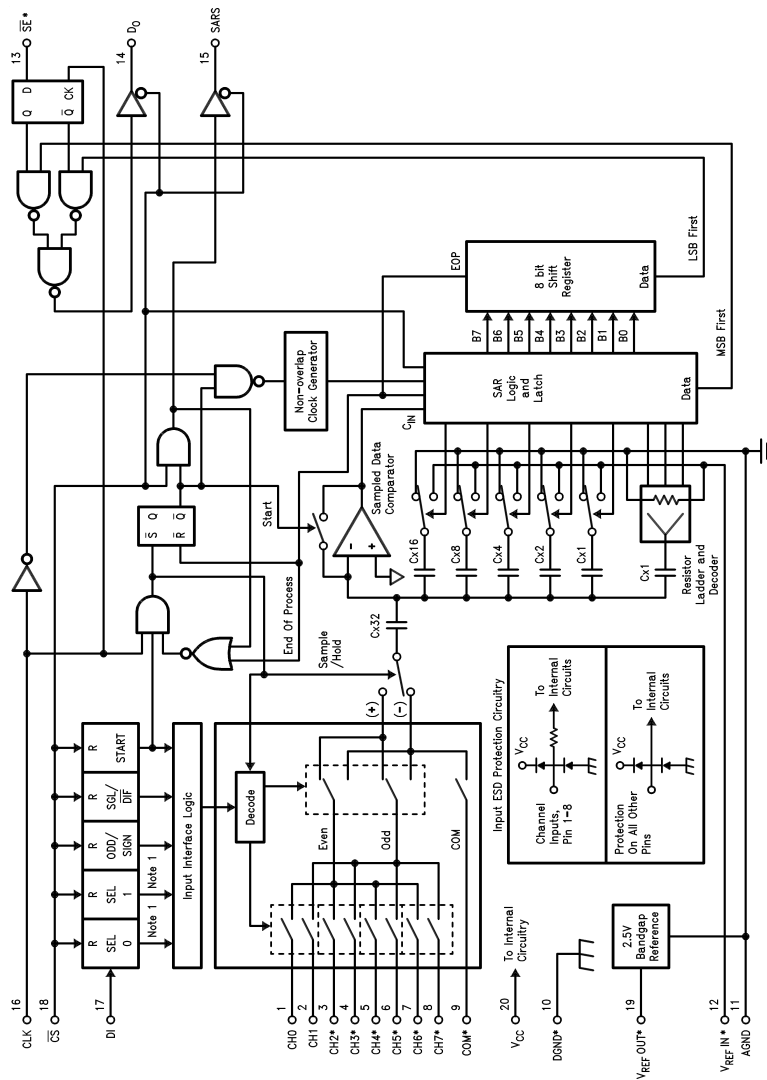 CLK 16
CS 18
DI 17
CH0 1
CH1 2
CH2* 3
CH3* 4
CH4* 5
CH5* 6
CH6* 7
CH7* 8
COM* 9
VCC 20
To Internal
Circuitry
DGND* 10
VREF OUT* 19
2.5V
Bandgap
Reference
VREF IN* 12
AGND 11
R
SEL
0
R
SEL
1
R
ODD/
SIGN
R
SGL/
DIF
R
START
Note 1
Note 1
Input Interface Logic
Decode
Even
Odd
COM
(+)
(-)
Sample
/Hold
Cx32
End Of Process
Start
S Q
R Q
Sampled Data
Comparator
-
+
Cx16
Cx8
Cx4
Cx2
Cx1
Cx1
Resistor
Ladder and
Decoder
Input ESD Protection Circuitry
VCC
Channel
Inputs,
Pin 1-8
To
Internal
Circuits
VCC
Protection
On All Other
Pins
To
Internal
Circuits
Non-overlap
Clock Generator
CIN
SAR
Logic
and
Latch
Data
B7
B6
B5
B4
B3
B2
B1
B0
EOP
8 bit
Shift
Register
Data
MSB First
LSB First
Q D
Q CK
13 SE*
14 DO
15 SARS